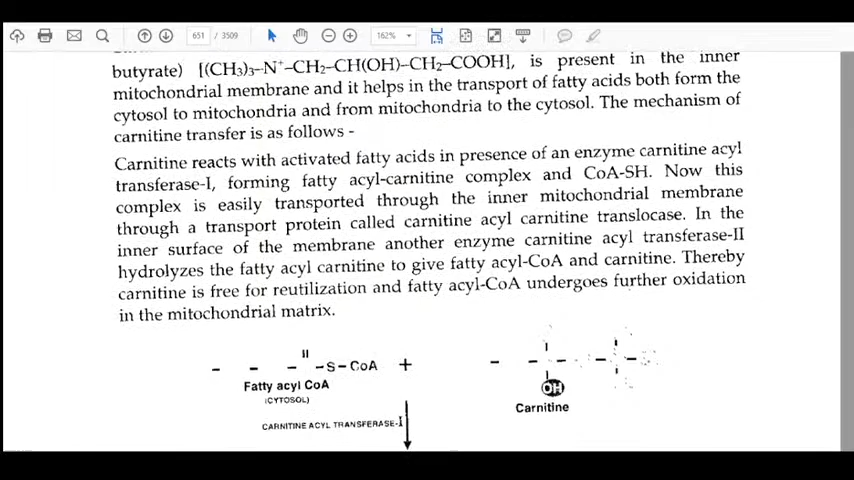 651 / 3509
162%
butyrate) [(CH3)3–N+–CH2–CH(OH)–CH2–COOH], is present in the inner
mitochondrial membrane and it helps in the transport of fatty acids both form the
cytosol to mitochondria and from mitochondria to the cytosol. The mechanism of
carnitine transfer is as follows -
Carnitine reacts with activated fatty acids in presence of an enzyme carnitine acyl
transferase-I, forming fatty acyl-carnitine complex and CoA-SH. Now this
complex is easily transported through the inner mitochondrial membrane
through a transport protein called carnitine acyl carnitine translocase. In the
inner surface of the membrane another enzyme carnitine acyl transferase-II
hydrolyzes the fatty acyl carnitine to give fatty acyl-CoA and carnitine. Thereby
carnitine is free for reutilization and fatty acyl-CoA undergoes further oxidation
in the mitochondrial matrix.
–S–CoA +
OH
Fatty acyl CoA
(CYTOSOL)
Carnitine
CARNITINE ACYL TRANSFERASE-I